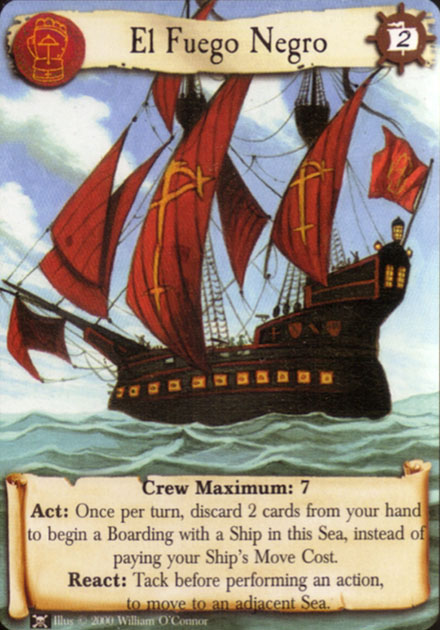 El Fuego Negro
2
Crew Maximum: 7
Act: Once per turn, discard 2 cards from your hand
to begin a Boarding with a Ship in this Sea, instead of
paying your Ship's Move Cost.
React: Tack before performing an action,
to move to an adjacent Sea.
Illus © 2000 William O'Connor